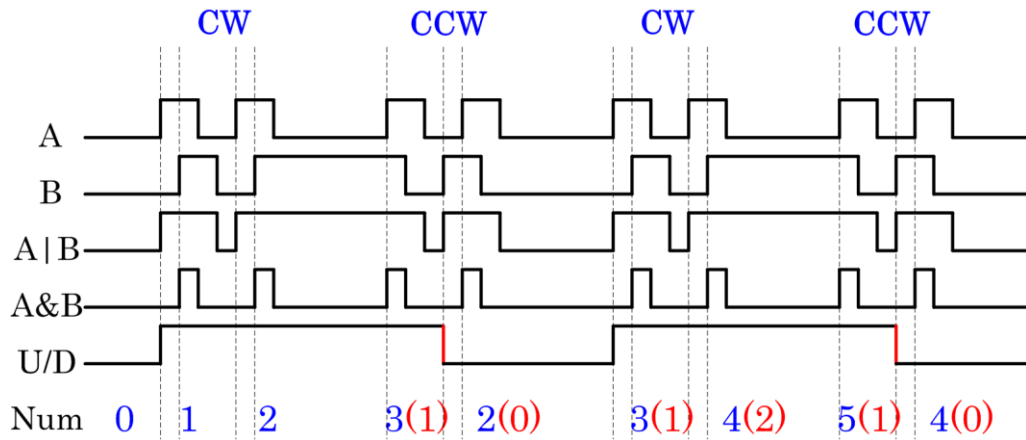 CW CCW CW CCW
A
B
A|B
A&B
U/D
Num 0 1 2 3(1) 2(0) 3(1) 4(2) 5(1) 4(0)